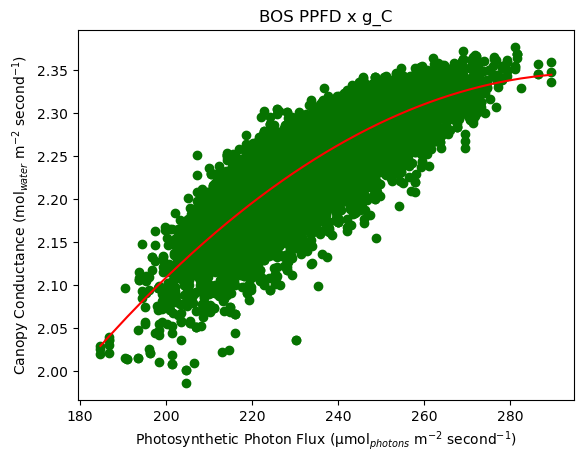 BOS PPFD x g_C
Canopy Conductance (mol$_{water}$ m$^{-2}$ second$^{-1}$)
2.35
2.30
2.25
2.20
2.15
2.10
2.05
2.00
180 200 220 240 260 280
Photosynthetic Photon Flux (μmol$_{photons}$ m$^{-2}$ second$^{-1}$)